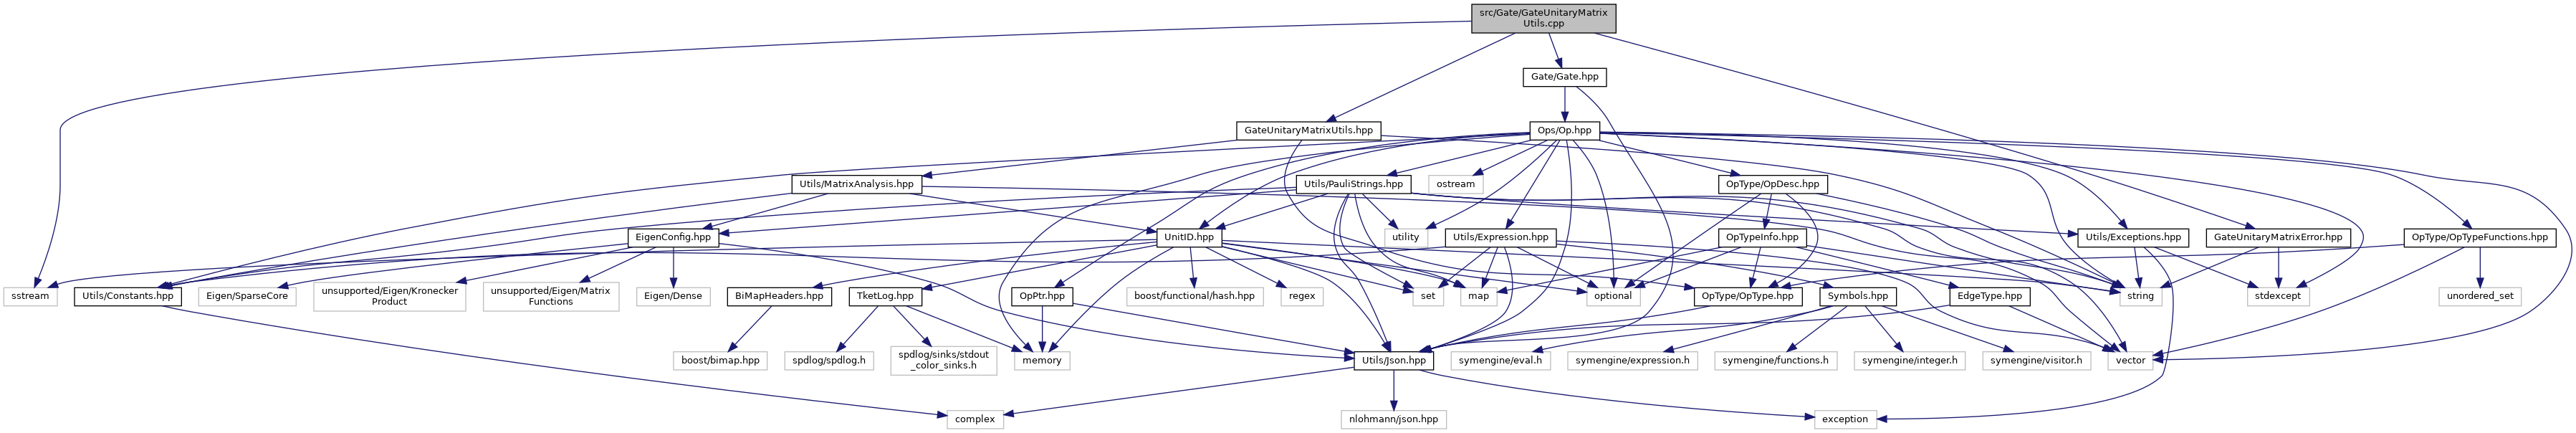 src/Gate/GateUnitaryMatrix
Utils.cpp
Gate/Gate.hpp
GateUnitaryMatrixUtils.hpp
Ops/Op.hpp
Utils/MatrixAnalysis.hpp
Utils/PauliStrings.hpp
ostream
OpType/OpDesc.hpp
EigenConfig.hpp
UnitID.hpp
utility
Utils/Expression.hpp
OpTypeInfo.hpp
Utils/Exceptions.hpp
GateUnitaryMatrixError.hpp
OpType/OpTypeFunctions.hpp
sstream
Utils/Constants.hpp
Eigen/SparseCore
unsupported/Eigen/Kronecker
Product
unsupported/Eigen/Matrix
Functions
Eigen/Dense
BiMapHeaders.hpp
TketLog.hpp
OpPtr.hpp
boost/functional/hash.hpp
regex
set
map
optional
OpType/OpType.hpp
Symbols.hpp
EdgeType.hpp
string
stdexcept
unordered_set
boost/bimap.hpp
spdlog/spdlog.h
spdlog/sinks/stdout
_color_sinks.h
memory
Utils/Json.hpp
symengine/eval.h
symengine/expression.h
symengine/functions.h
symengine/integer.h
symengine/visitor.h
vector
complex
nlohmann/json.hpp
exception